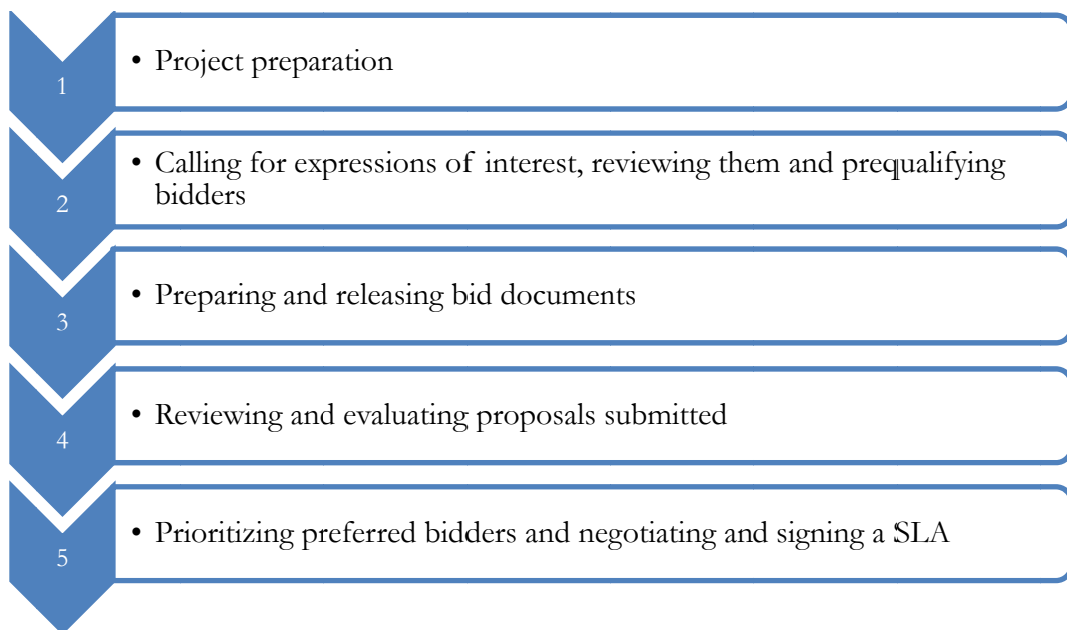 1
• Project preparation
2
• Calling for expressions of interest, reviewing them and prequalifying
bidders
3
• Preparing and releasing bid documents
4
• Reviewing and evaluating proposals submitted
5
• Prioritizing preferred bidders and negotiating and signing a SLA